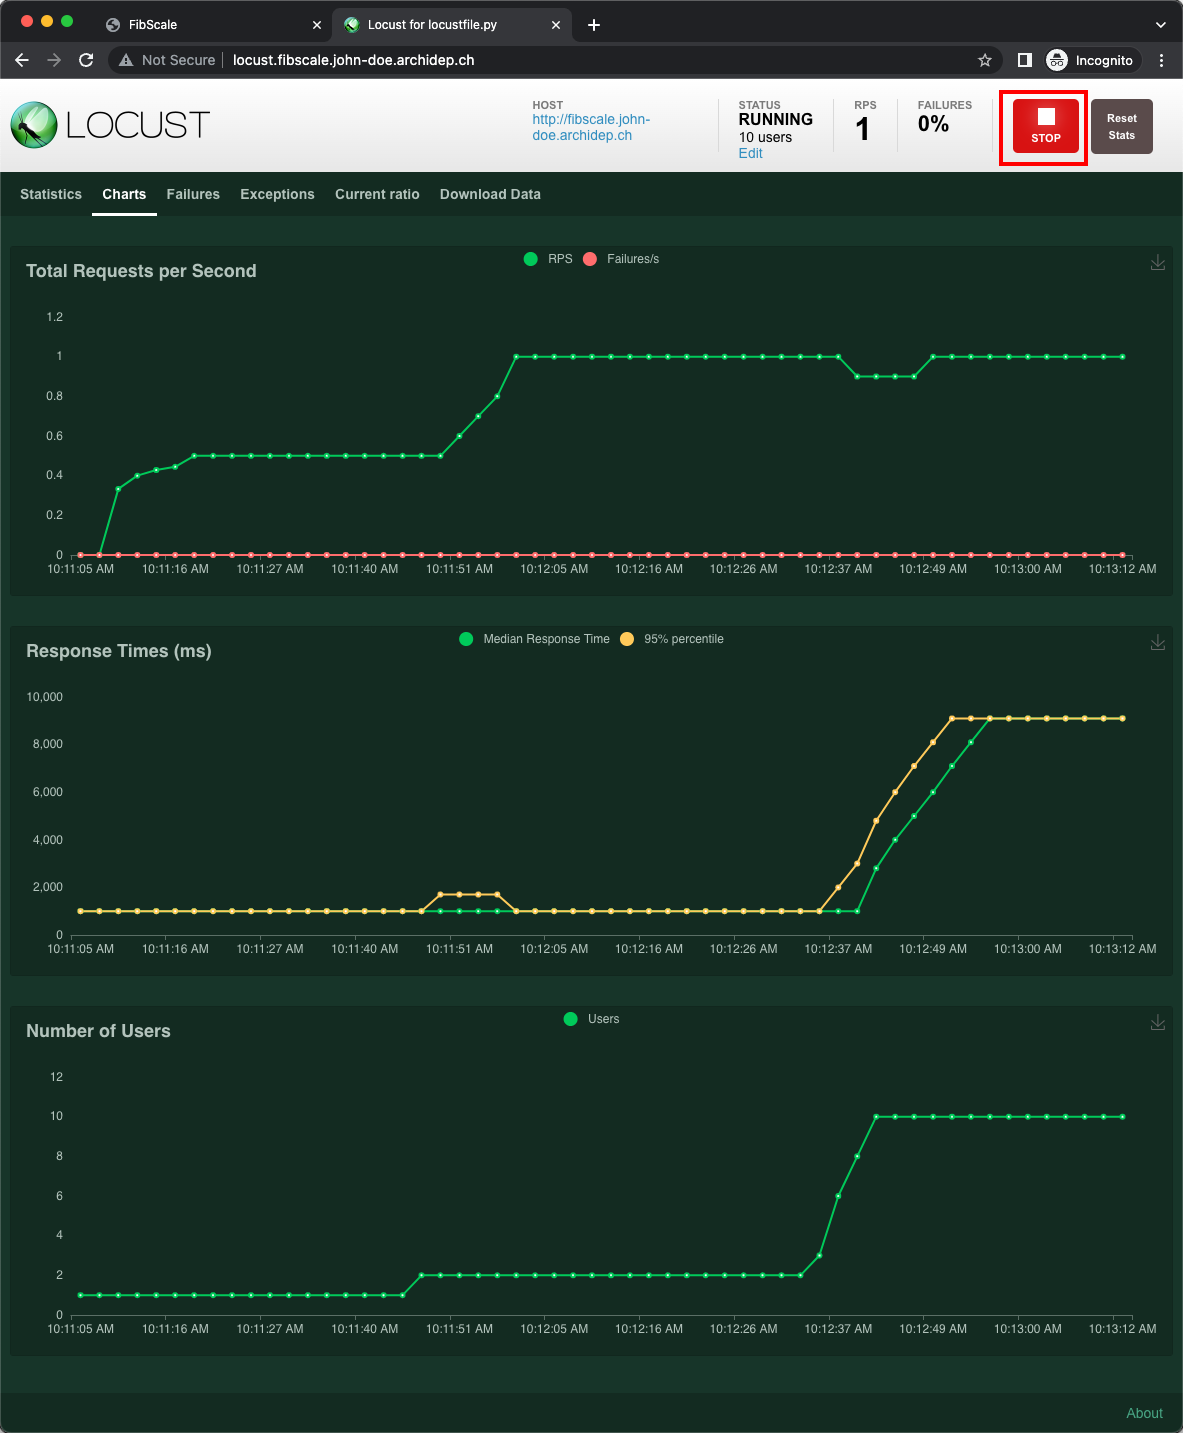 FibScale
Locust for locustfile.py
Not Secure
locust.fibscale.john-doe.archidep.ch
Incognito
LOCUST
HOST
http://fibscale.john-
doe.archidep.ch
STATUS
RUNNING
10 users
Edit
RPS
1
FAILURES
0%
STOP
Reset
Stats
Statistics
Charts
Failures
Exceptions
Current ratio
Download Data
Total Requests per Second
RPS
Failures/s
1.2
1
0.8
0.6
0.4
0.2
0
10:11:05 AM
10:11:16 AM
10:11:27 AM
10:11:40 AM
10:11:51 AM
10:12:05 AM
10:12:16 AM
10:12:26 AM
10:12:37 AM
10:12:49 AM
10:13:00 AM
10:13:12 AM
Response Times (ms)
Median Response Time
95% percentile
10,000
8,000
6,000
4,000
2,000
0
10:11:05 AM
10:11:16 AM
10:11:27 AM
10:11:40 AM
10:11:51 AM
10:12:05 AM
10:12:16 AM
10:12:26 AM
10:12:37 AM
10:12:49 AM
10:13:00 AM
10:13:12 AM
Number of Users
Users
12
10
8
6
4
2
0
10:11:05 AM
10:11:16 AM
10:11:27 AM
10:11:40 AM
10:11:51 AM
10:12:05 AM
10:12:16 AM
10:12:26 AM
10:12:37 AM
10:12:49 AM
10:13:00 AM
10:13:12 AM
About